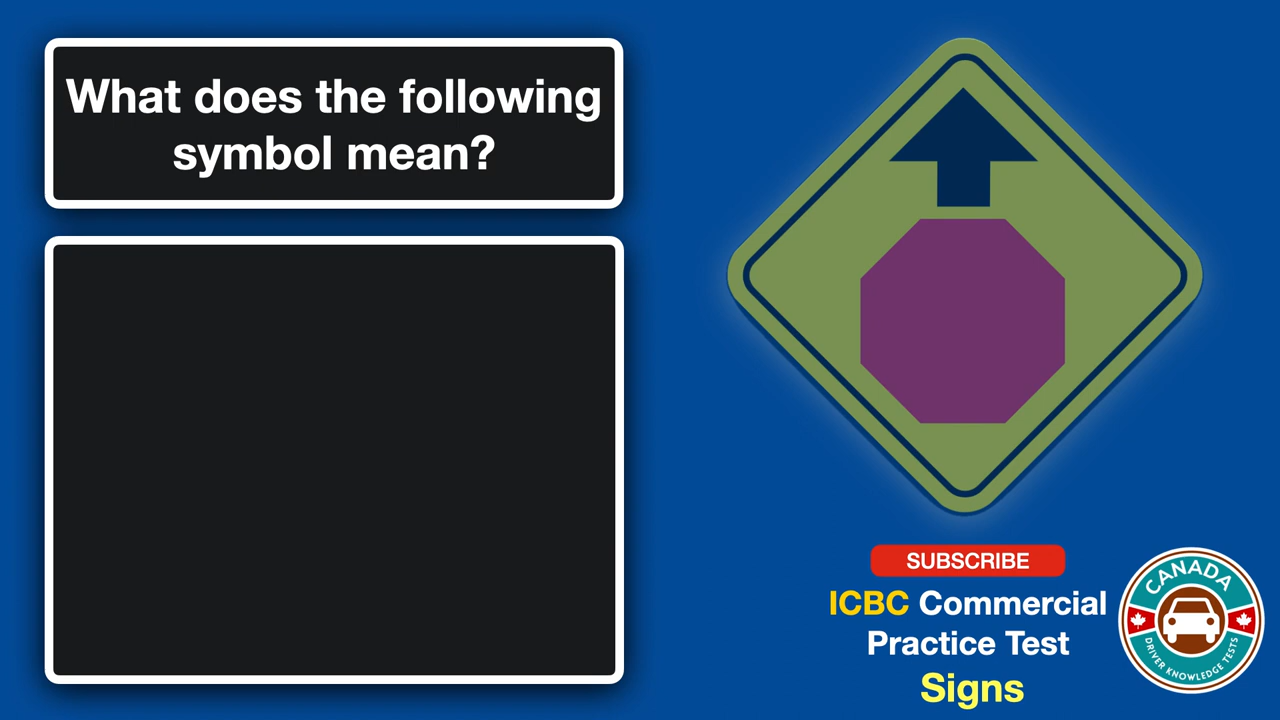 What does the following
symbol mean?
SUBSCRIBE
ICBC Commercial
Practice Test
Signs
CANADA
DRIVER KNOWLEDGE TESTS